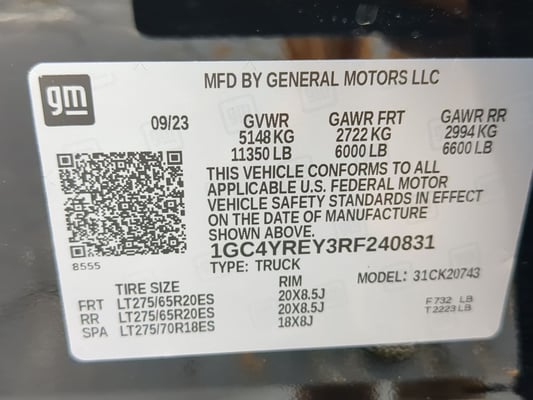 MFD BY GENERAL MOTORS LLC
gm
09/23 GVWR GAWR FRT GAWR RR
5148 KG 2722 KG 2994 KG
11350 LB 6000 LB 6600 LB
THIS VEHICLE CONFORMS TO ALL
APPLICABLE U.S. FEDERAL MOTOR
VEHICLE SAFETY STANDARDS IN EFFECT
ON THE DATE OF MANUFACTURE
SHOWN ABOVE.
8555 1GC4YREY3RF240831
TYPE: TRUCK MODEL: 31CK20743
TIRE SIZE RIM
FRT LT275/65R20ES 20X8.5J F 732 LB
RR LT275/65R20ES 20X8.5J T 2223 LB
SPA LT275/70R18ES 18X8J